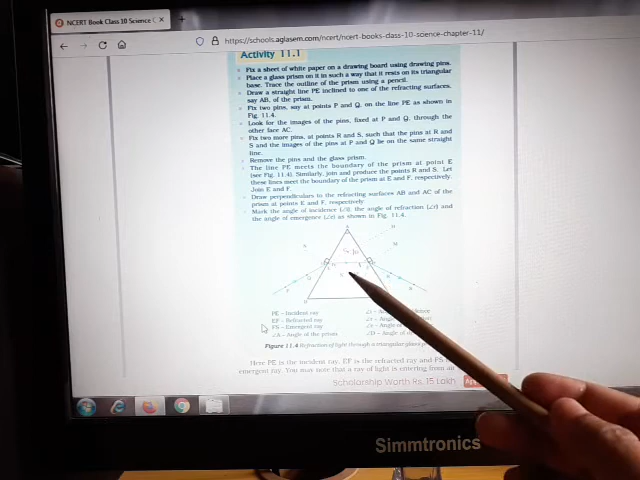 NCERT Book Class 10 Science (
https://schools.aglasem.com/ncert/ncert-books-class-10-science-chapter-11/
Activity 11.1
Fix a sheet of white paper on a drawing board using drawing pins.
Place a glass prism on it in such a way that it rests on its triangular
base. Trace the outline of the prism using a pencil.
Draw a straight line PE inclined to one of the refracting surfaces,
say AB, of the prism.
Fix two pins, say at points P and Q, on the line PE as shown in
Fig. 11.4.
Look for the images of the pins, fixed at P and Q, through the
other face AC.
Fix two more pins, at points R and S, such that the pins at R and
S and the images of the pins at P and Q lie on the same straight
line.
Remove the pins and the glass prism.
The line PE meets the boundary of the prism at point E
(see Fig. 11.4). Similarly, join and produce the points R and S. Let
these lines meet the boundary of the prism at E and F, respectively.
Join E and F.
Draw perpendiculars to the refracting surfaces AB and AC of the
prism at points E and F, respectively.
Mark the angle of incidence (∠i), the angle of refraction (∠r) and
the angle of emergence (∠e) as shown in Fig. 11.4.
A
PE – Incident ray
EF – Refracted ray
FS – Emergent ray
∠A – Angle of the prism
∠e – Angle of
∠D – Angle of
Figure 11.4 Refraction of light through a triangular glass
Here PE is the incident ray, EF is the refracted ray and FS
emergent ray. You may note that a ray of light is entering from air
Scholarship Worth Rs. 15 Lakh
Simmtronics